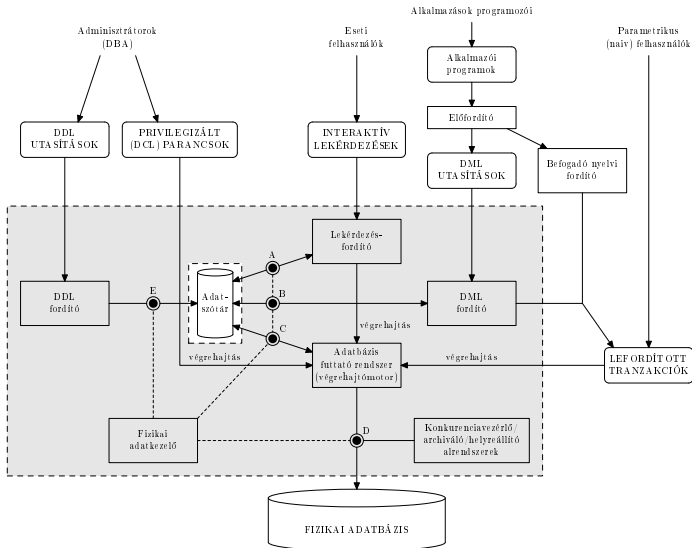 Alkalmazások programozói
Adminisztrátorok
(DBA)
Eseti
felhasználók
Parametrikus
(naiv) felhasználók
Alkalmazói
programok
Előfordító
DDL
UTASÍTÁSOK
PRIVILEGIZÁLT
(DCL) PARANCSOK
INTERAKTÍV
LEKÉRDEZÉSEK
DML
UTASÍTÁSOK
Befogadó nyelvi
fordító
Lekérdezés-
fordító
A
E
B
DDL
fordító
Adat-
szótár
DML
fordító
C
végrehajtás
végrehajtás
Adatbázis
futtató rendszer
(végrehajtómotor)
végrehajtás
LEFORDÍTOTT
TRANZAKCIÓK
Fizikai
adatkezelő
D
Konkurenciavezérlő/
archiváló/helyreállító
alrendszerek
FIZIKAI ADATBÁZIS